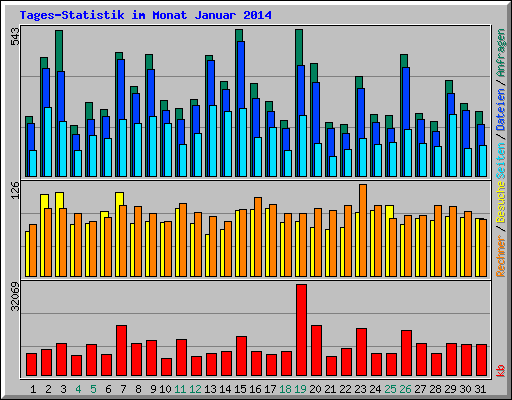 Tages-Statistik im Monat Januar 2014
543
126
32069
Rechner / Besuche Seiten / Dateien / Anfragen
kb
1 2 3 4 5 6 7 8 9 10 11 12 13 14 15 16 17 18 19 20 21 22 23 24 25 26 27 28 29 30 31